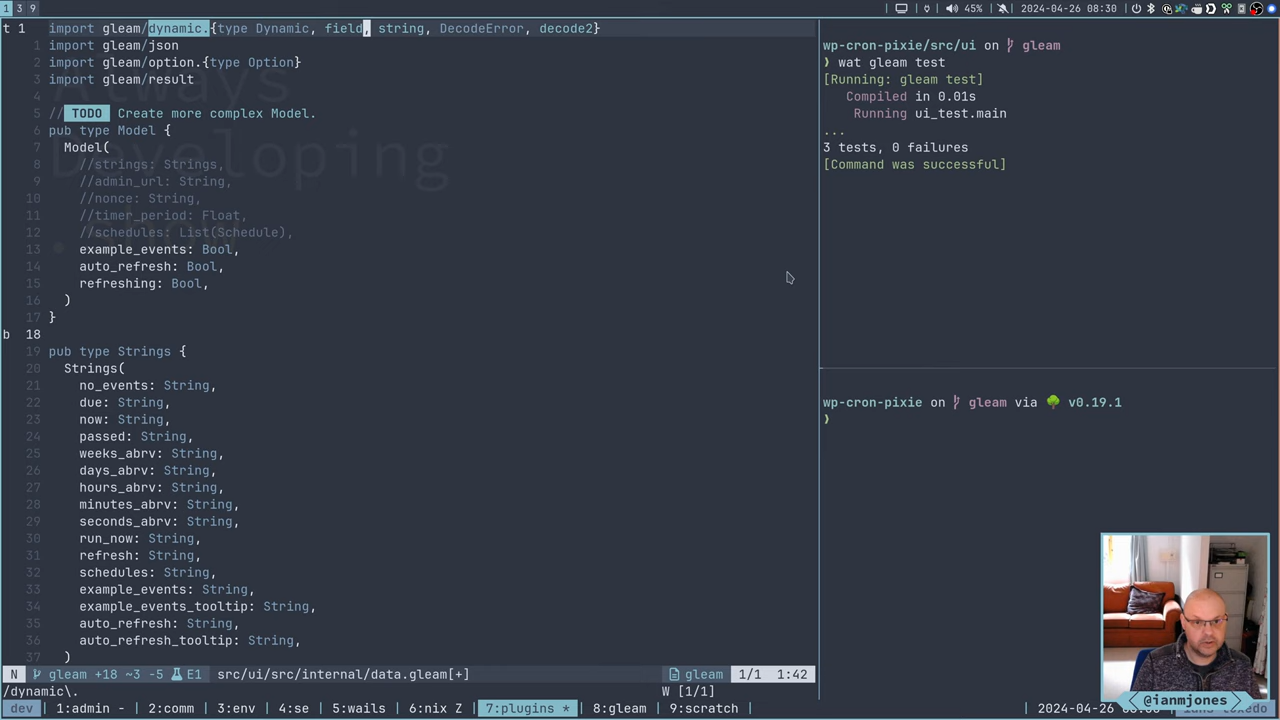 1 3 9
45% 2024-04-26 08:30
t 1 import gleam/dynamic.{type Dynamic, field, string, DecodeError, decode2}
1 import gleam/json
2 import gleam/option.{type Option}
3 import gleam/result
4
5 // TODO Create more complex Model.
6 pub type Model {
7 Model(
8 //strings: Strings,
9 //admin_url: String,
10 //nonce: String,
11 //timer_period: Float,
12 //schedules: List(Schedule),
13 example_events: Bool,
14 auto_refresh: Bool,
15 refreshing: Bool,
16 )
17 }
b 18
19 pub type Strings {
20 Strings(
21 no_events: String,
22 due: String,
23 now: String,
24 passed: String,
25 weeks_abrv: String,
26 days_abrv: String,
27 hours_abrv: String,
28 minutes_abrv: String,
29 seconds_abrv: String,
30 run_now: String,
31 refresh: String,
32 schedules: String,
33 example_events: String,
34 example_events_tooltip: String,
35 auto_refresh: String,
36 auto_refresh_tooltip: String,
37 )
Always
Developing
N gleam +18 ~3 -5 E1 src/ui/src/internal/data.gleam[+] gleam 1/1 1:42
/dynamic\. W [1/1]
wp-cron-pixie/src/ui on gleam
❯ wat gleam test
[Running: gleam test]
Compiled in 0.01s
Running ui_test.main
...
3 tests, 0 failures
[Command was successful]
wp-cron-pixie on gleam via 🌳 v0.19.1
❯
@ianmjones
dev 1:admin - 2:comm 3:env 4:se 5:wails 6:nix Z 7:plugins * 8:gleam 9:scratch 2024-04-26